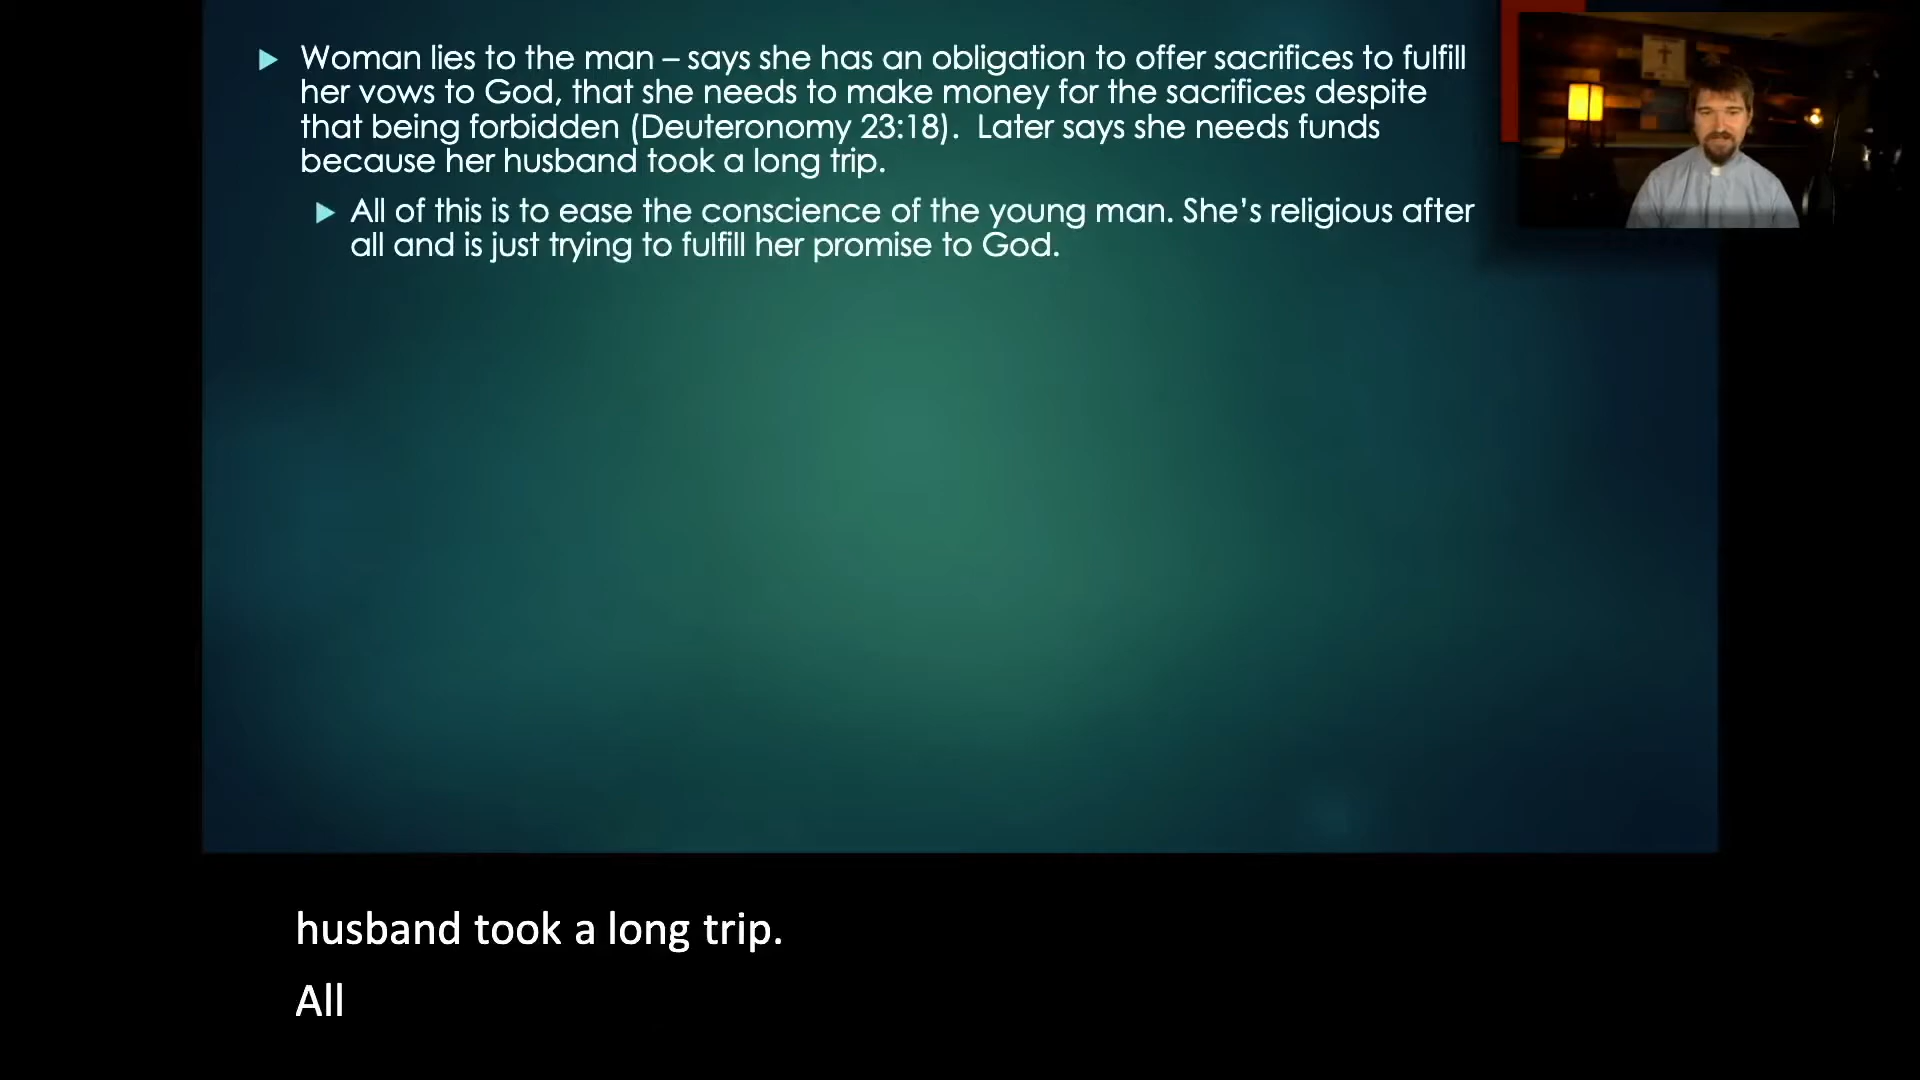 Woman lies to the man – says she has an obligation to offer sacrifices to fulfill
her vows to God, that she needs to make money for the sacrifices despite
that being forbidden (Deuteronomy 23:18).  Later says she needs funds
because her husband took a long trip.
All of this is to ease the conscience of the young man. She's religious after
all and is just trying to fulfill her promise to God.
husband took a long trip.
All